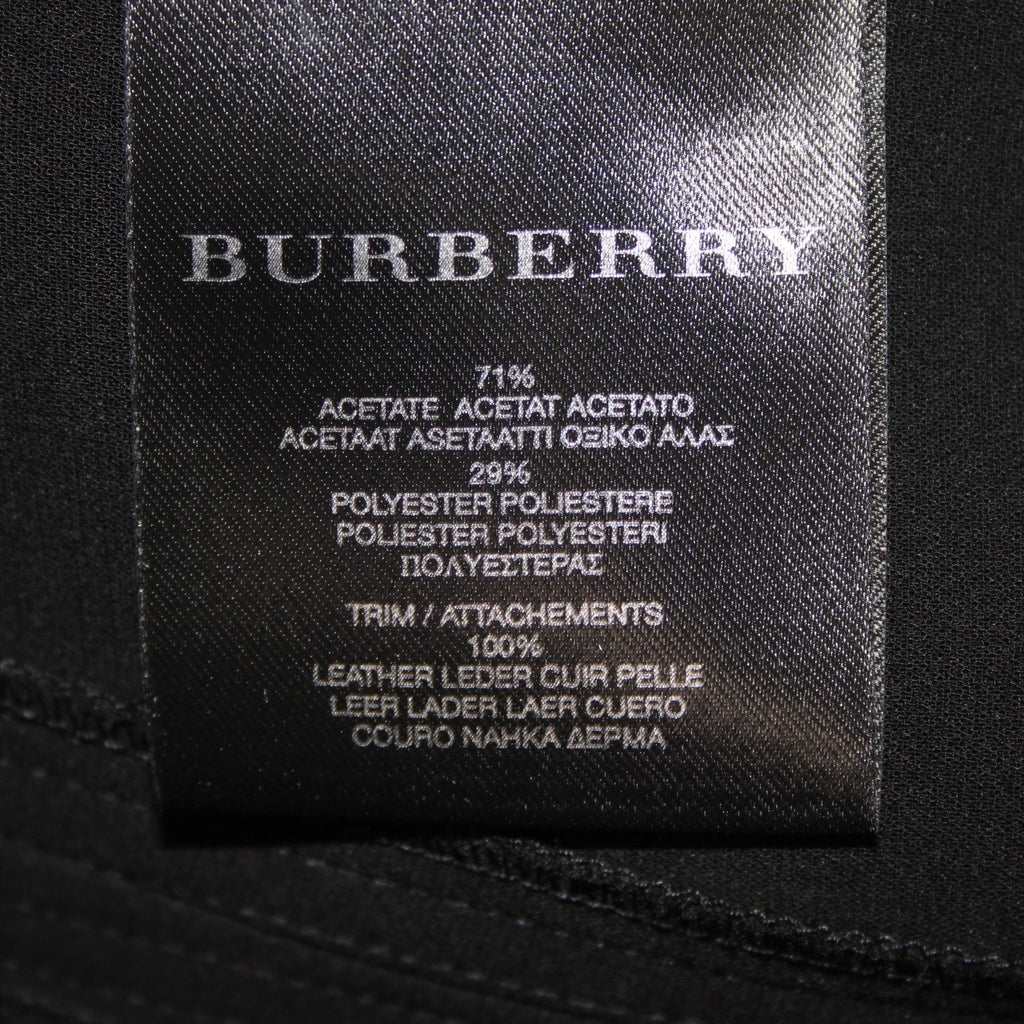 BURBERRY
71%
ACETATE ACETAT ACETATO
ACETAAT ASETAATTI ΟΞΙΚΟ ΑΛΑΣ
29%
POLYESTER POLIESTERE
POLIESTER POLYESTERI
ΠΟΛΥΕΣΤΕΡΑΣ
TRIM / ATTACHEMENTS
100%
LEATHER LEDER CUIR PELLE
LEER LADER LAER CUERO
COURO NAHKA ΔΕΡΜΑ